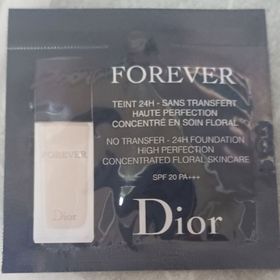 FOREVER
TEINT 24H - SANS TRANSFERT
HAUTE PERFECTION
CONCENTRÉ EN SOIN FLORAL
FOREVER
NO TRANSFER - 24H FOUNDATION
HIGH PERFECTION
CONCENTRATED FLORAL SKINCARE
SPF 20 PA+++
Dior
Dior